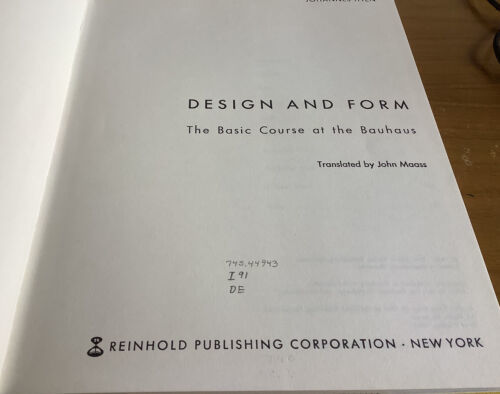 DESIGN AND FORM
The Basic Course at the Bauhaus
Translated by John Maass
745.44943
I 91
DE
REINHOLD PUBLISHING CORPORATION · NEW YORK